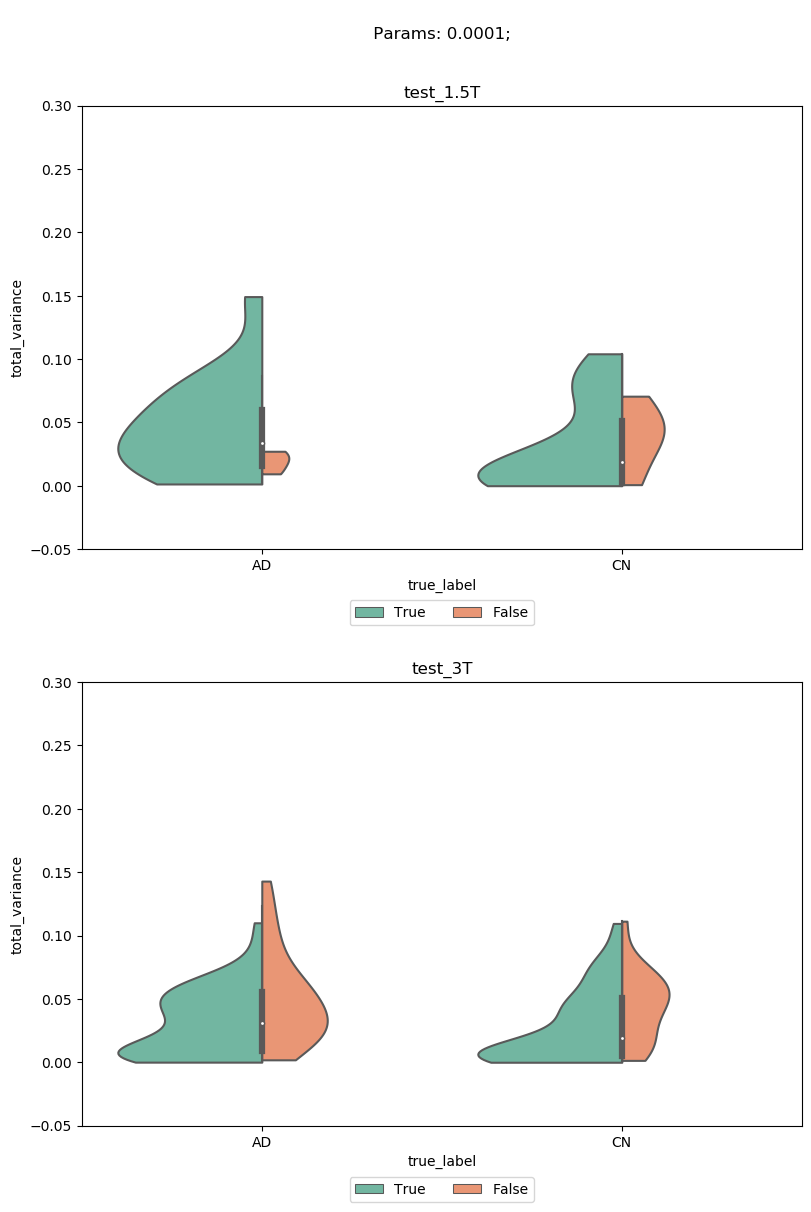 Params: 0.0001;
test_1.5T
0.30
0.25
0.20
0.15
0.10
0.05
0.00
−0.05
total_variance
AD CN
true_label
True False
test_3T
0.30
0.25
0.20
0.15
0.10
0.05
0.00
−0.05
total_variance
AD CN
true_label
True False